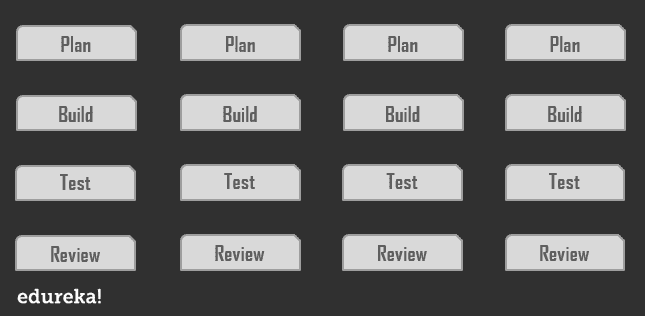 Plan Plan Plan Plan
Build Build Build Build
Test Test Test Test
Review Review Review Review
edureka!